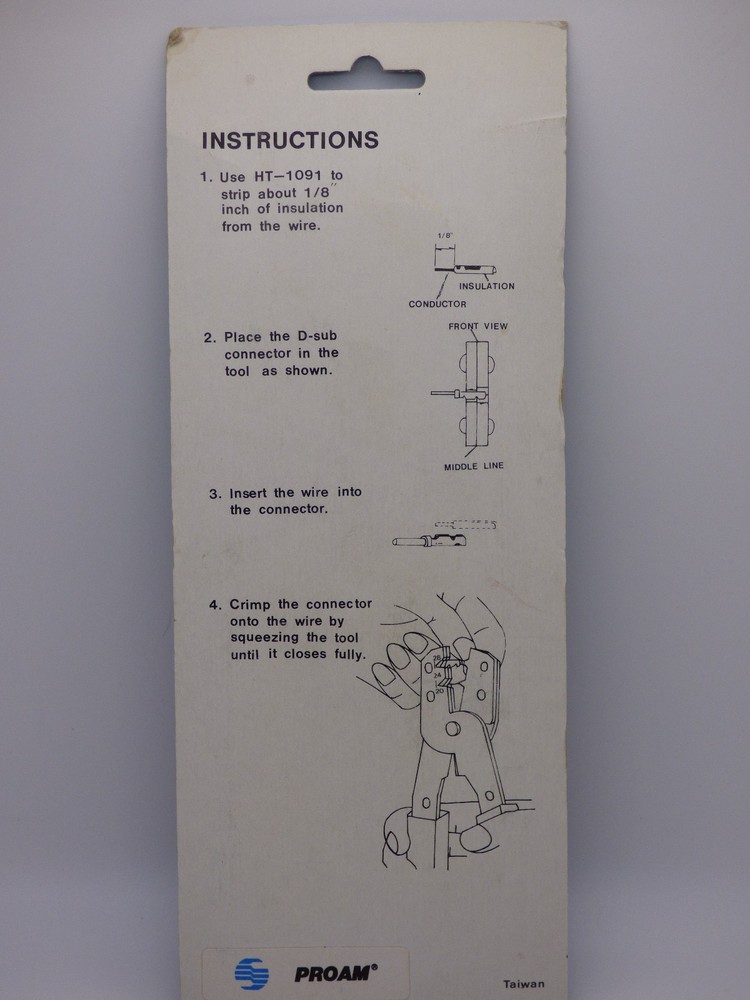 INSTRUCTIONS
1. Use HT-1091 to
strip about 1/8"
inch of insulation
from the wire.
1/8"
INSULATION
CONDUCTOR
2. Place the D-sub
connector in the
tool as shown.
FRONT VIEW
MIDDLE LINE
3. Insert the wire into
the connector.
4. Crimp the connector
onto the wire by
squeezing the tool
until it closes fully.
26
24
20
PROAM®
Taiwan